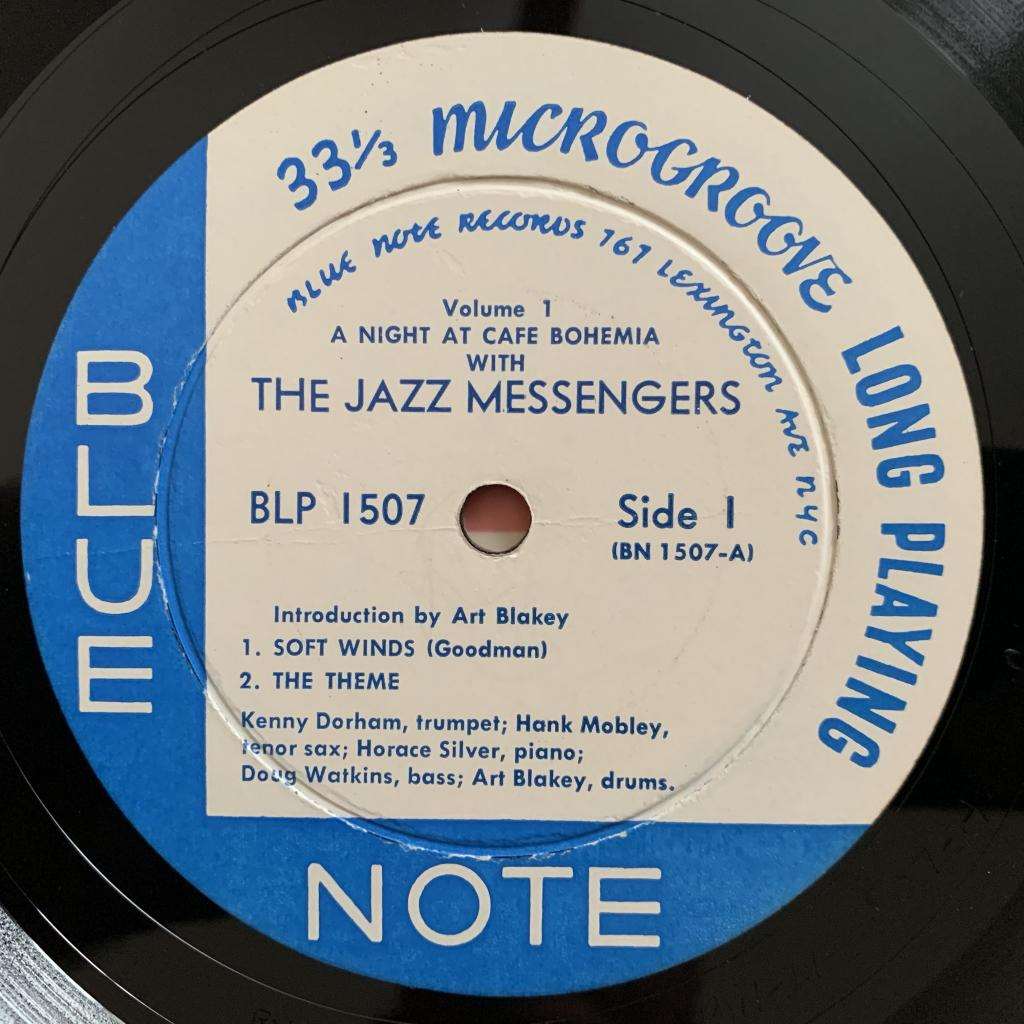 33⅓ MICROGROOVE LONG PLAYING
BLUE NOTE RECORDS 767 LEXINGTON AVE NYC
Volume 1
A NIGHT AT CAFE BOHEMIA
WITH
THE JAZZ MESSENGERS
BLP 1507
Side 1
(BN 1507-A)
Introduction by Art Blakey
1. SOFT WINDS (Goodman)
2. THE THEME
Kenny Dorham, trumpet; Hank Mobley,
tenor sax; Horace Silver, piano;
Doug Watkins, bass; Art Blakey, drums.
BLUE
NOTE